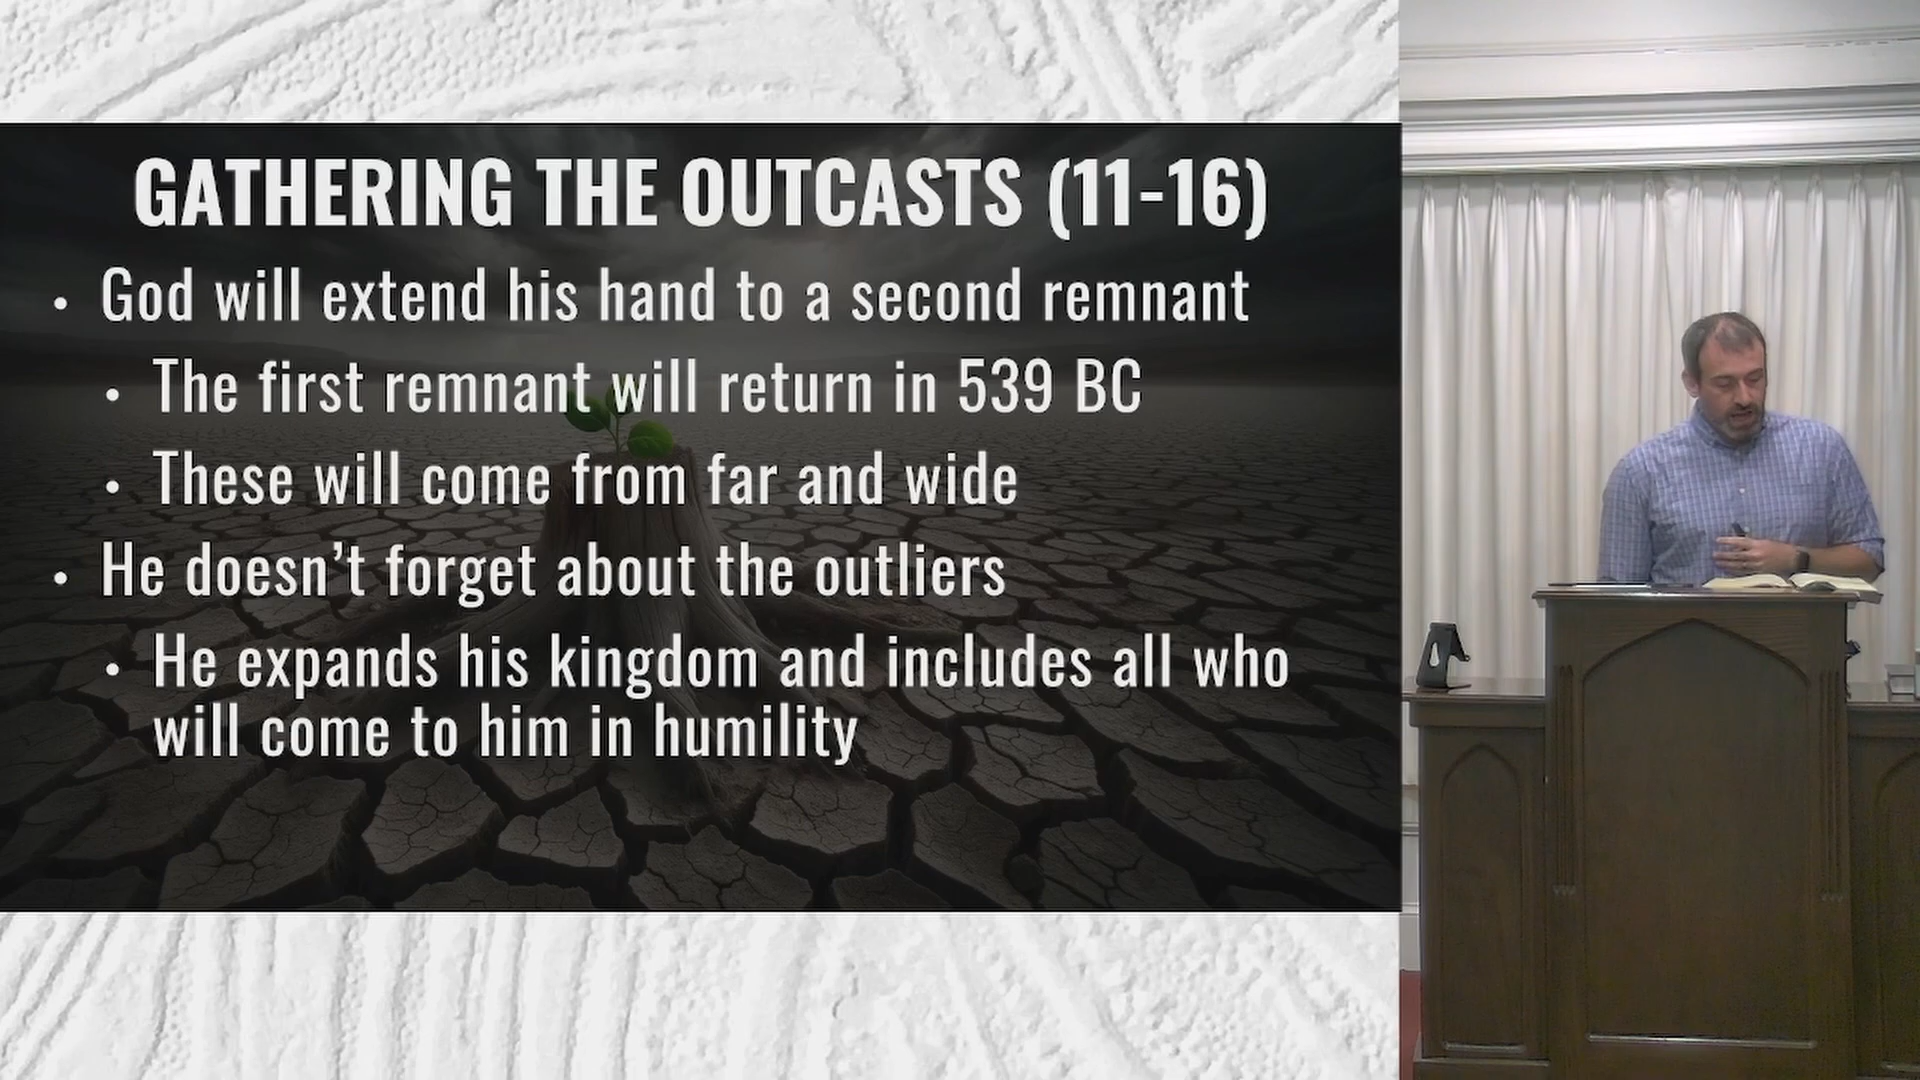 GATHERING THE OUTCASTS (11-16)
• God will extend his hand to a second remnant
• The first remnant will return in 539 BC
• These will come from far and wide
• He doesn’t forget about the outliers
• He expands his kingdom and includes all who
will come to him in humility